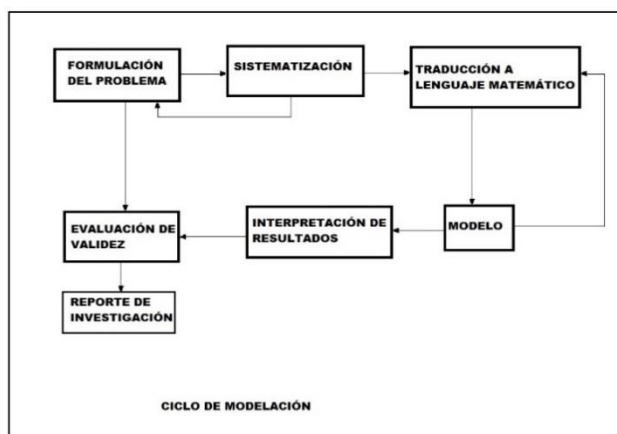 FORMULACIÓN
DEL PROBLEMA
SISTEMATIZACIÓN
TRADUCCIÓN A
LENGUAJE MATEMÁTICO
EVALUACIÓN DE
VALIDEZ
INTERPRETACIÓN DE
RESULTADOS
MODELO
REPORTE DE
INVESTIGACIÓN
CICLO DE MODELACIÓN